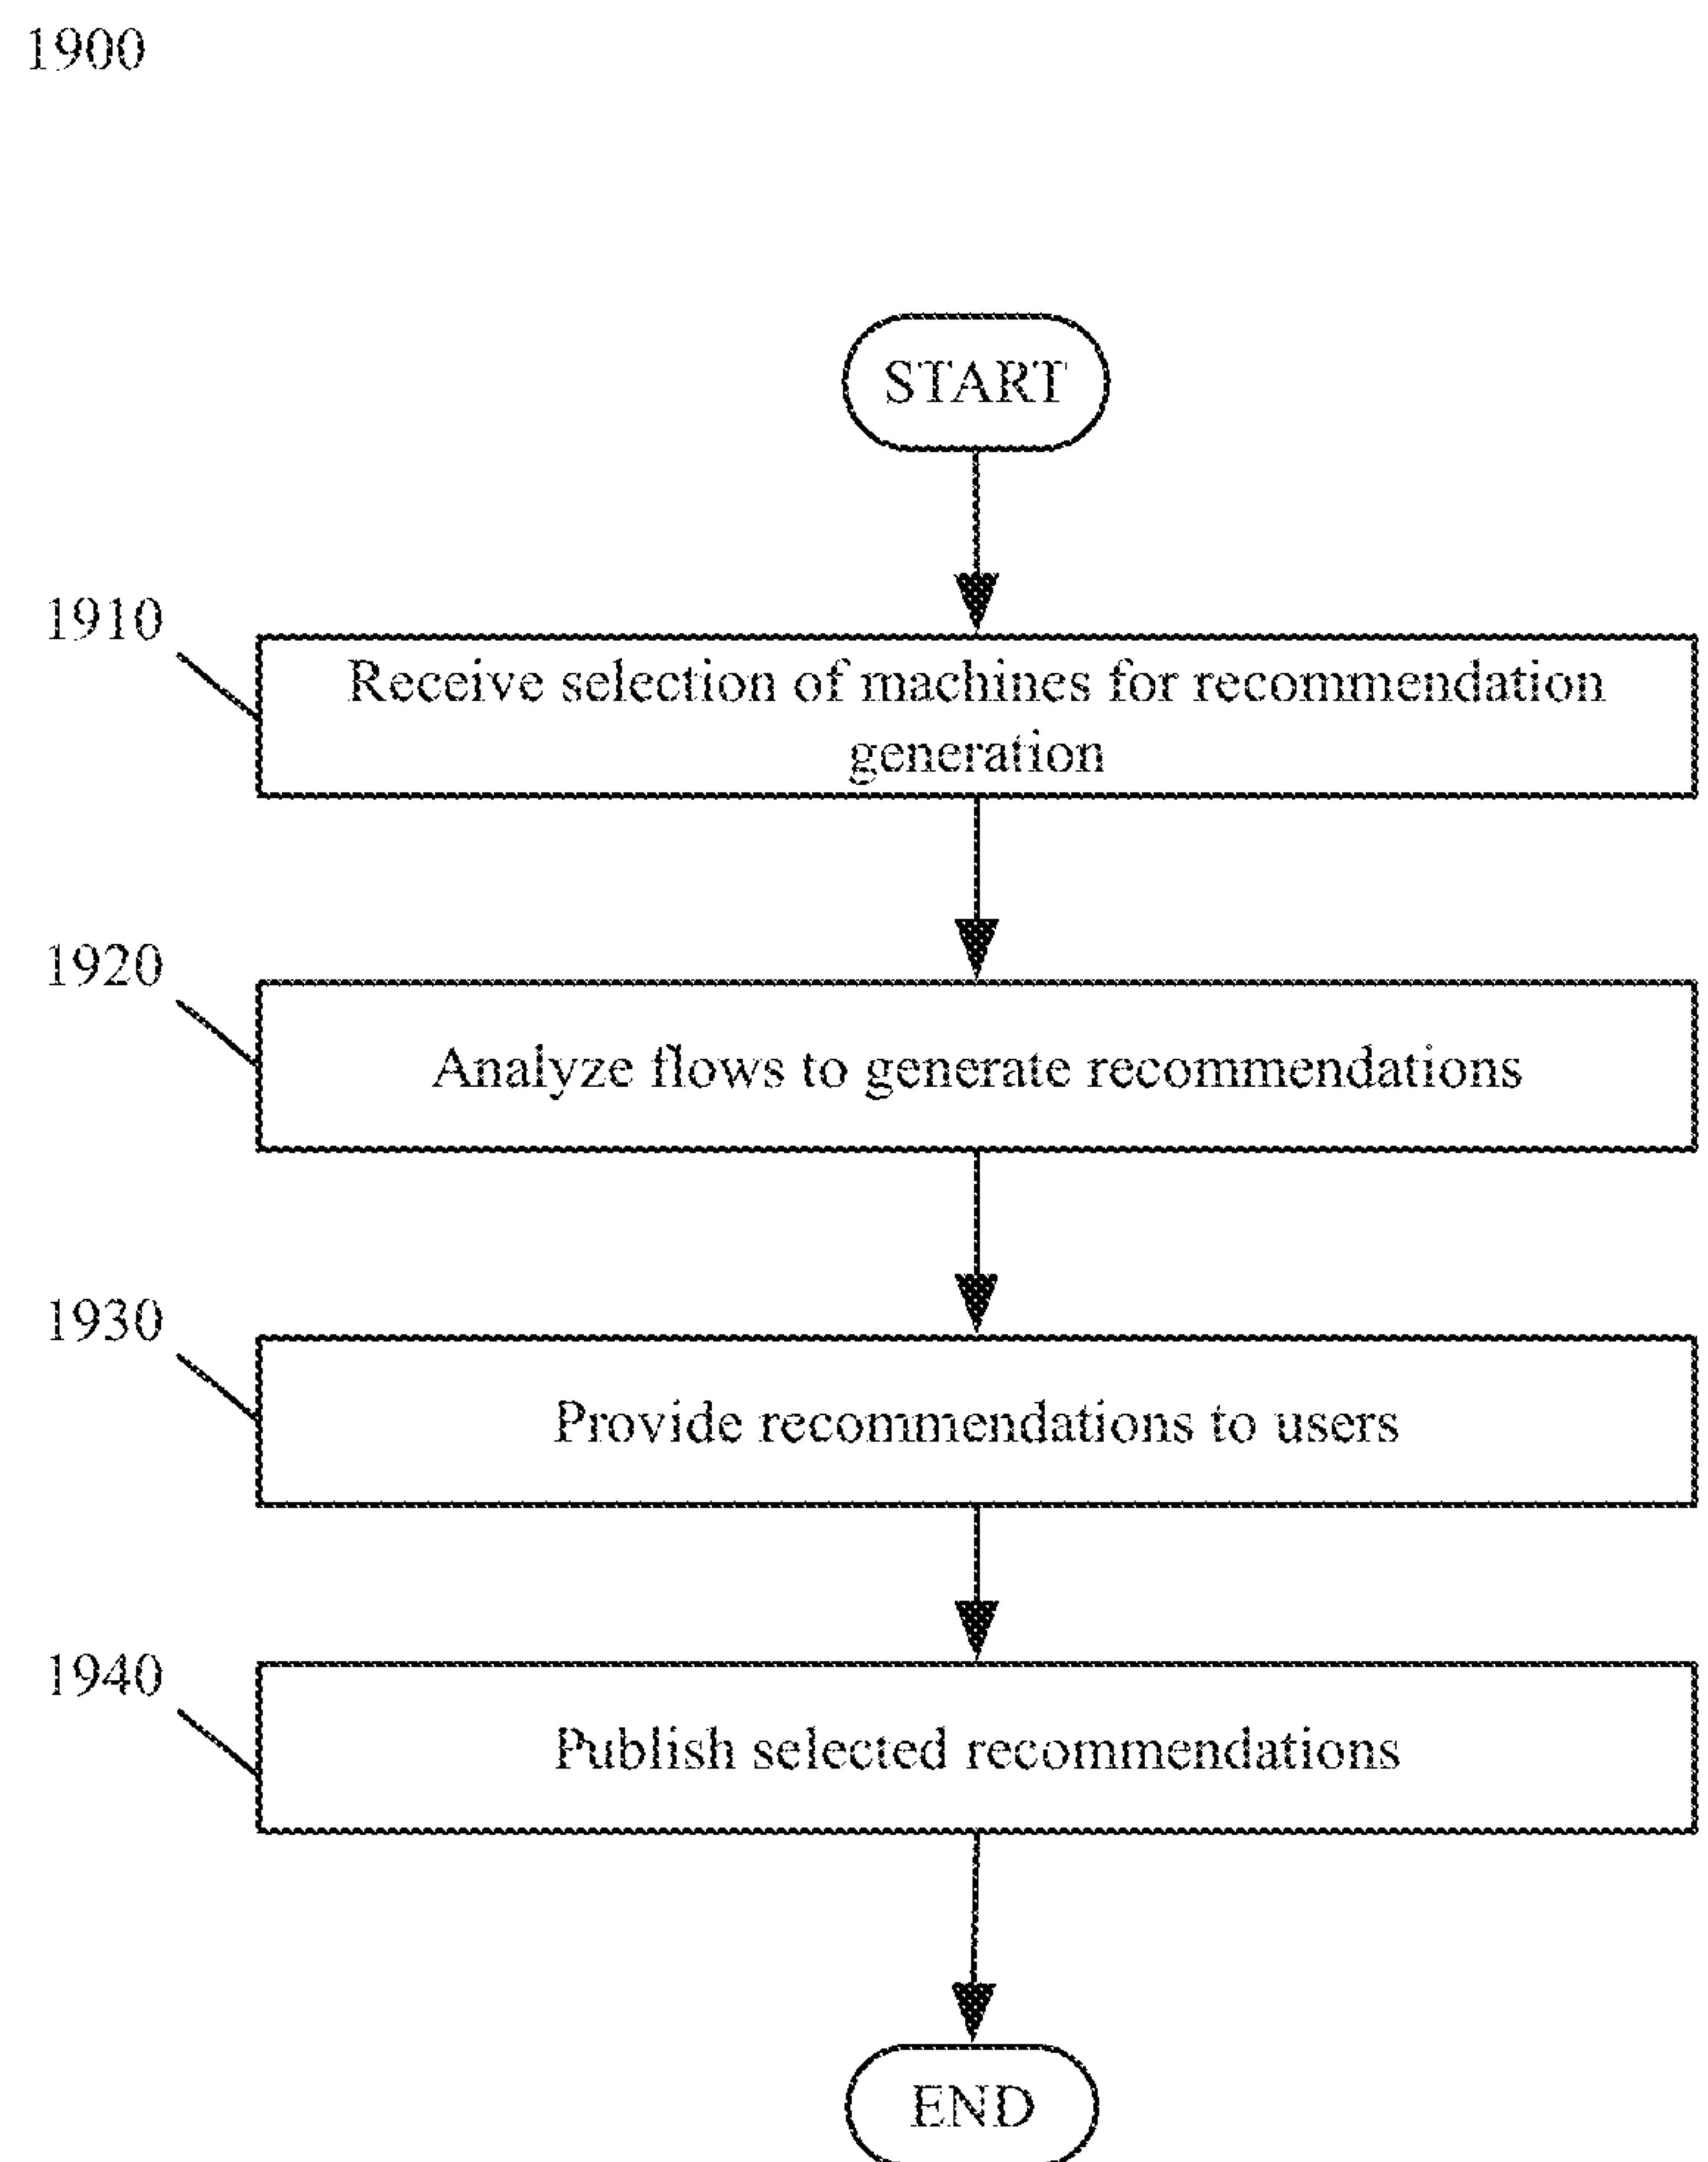 1900
START
1910
Receive selection of machines for recommendation
generation
1920
Analyze flows to generate recommendations
1930
Provide recommendations to users
1940
Publish selected recommendations
END